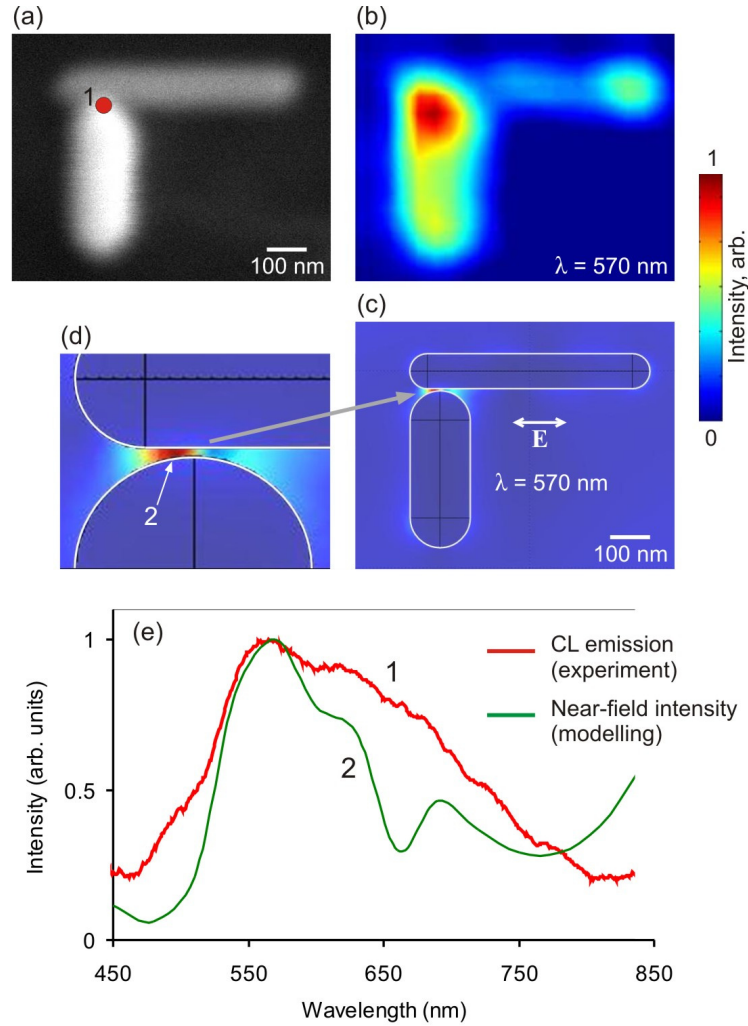 (a)
1
100 nm
(b)
λ = 570 nm
1
Intensity, arb.
0
(d)
2
(c)
E
λ = 570 nm
100 nm
(e)
1
0.5
0
Intensity (arb. units)
1
2
CL emission
(experiment)
Near-field intensity
(modelling)
450
550
650
750
850
Wavelength (nm)